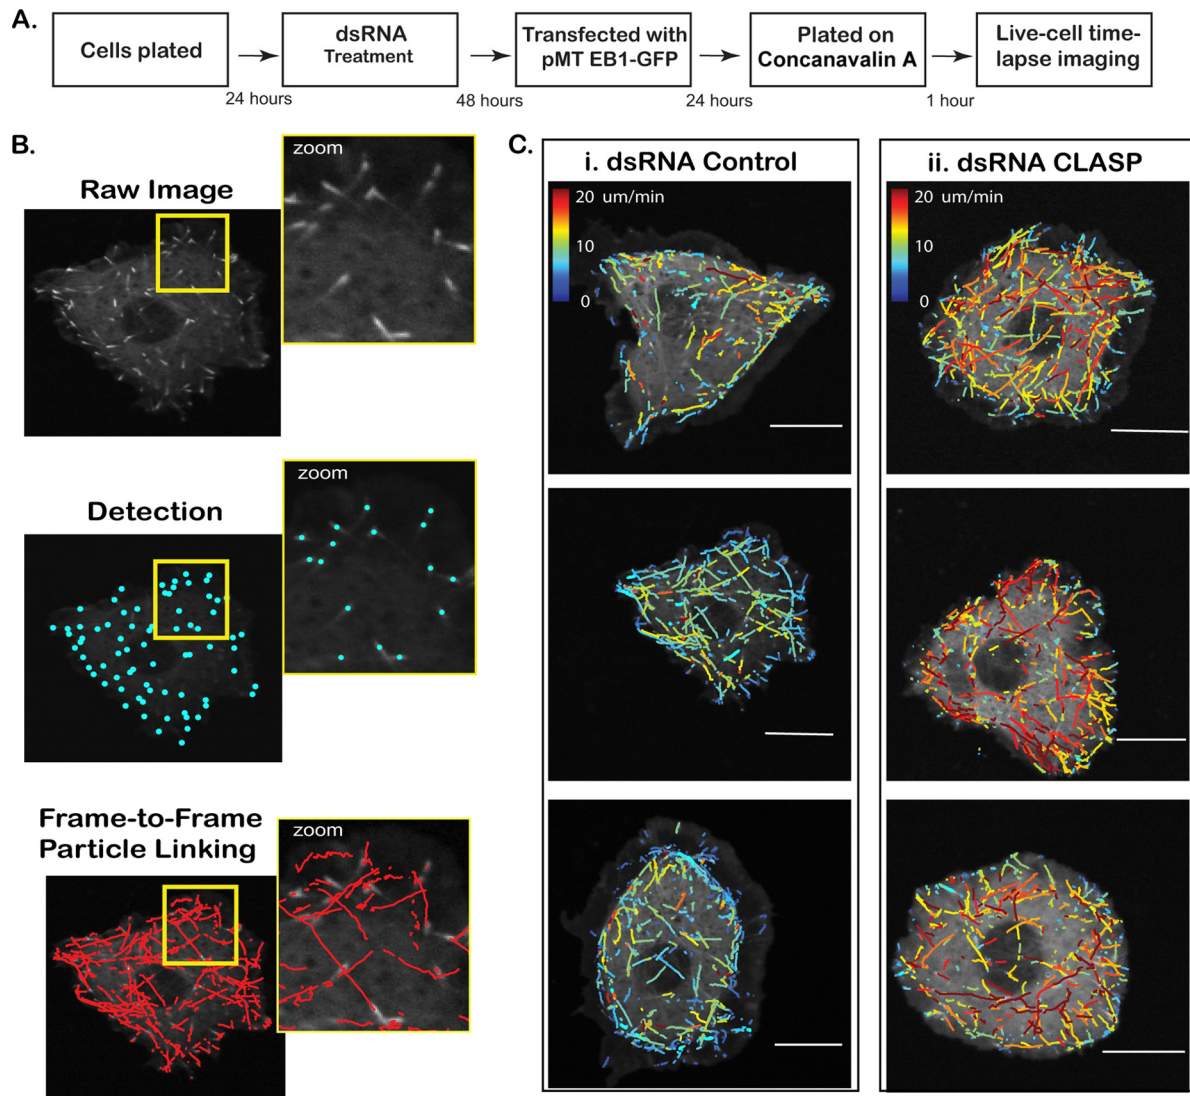 A.
Cells plated
24 hours
dsRNA
Treatment
48 hours
Transfected with
pMT EB1-GFP
24 hours
Plated on
Concanavalin A
1 hour
Live-cell time-
lapse imaging
B.
Raw Image
zoom
Detection
zoom
Frame-to-Frame
Particle Linking
zoom
C.
i. dsRNA Control
20 um/min
10
0
ii. dsRNA CLASP
20 um/min
10
0